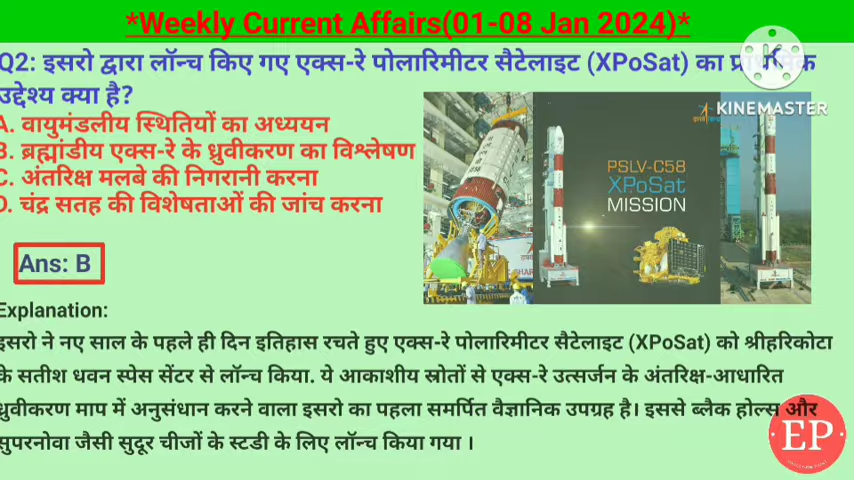 *Weekly Current Affairs(01-08 Jan 2024)*
Q2: इसरो द्वारा लॉन्च किए गए एक्स-रे पोलारिमीटर सैटेलाइट (XPoSat) का
उद्देश्य क्या है?
A. वायुमंडलीय स्थितियों का अध्ययन
B. ब्रह्मांडीय एक्स-रे के ध्रुवीकरण का विश्लेषण
C. अंतरिक्ष मलबे की निगरानी करना
D. चंद्र सतह की विशेषताओं की जांच करना
KINEMASTER
PSLV-C58
XPoSat
MISSION
Ans: B
Explanation:
इसरो ने नए साल के पहले ही दिन इतिहास रचते हुए एक्स-रे पोलारिमीटर सैटेलाइट (XPoSat) को श्रीहरिकोटा
के सतीश धवन स्पेस सेंटर से लॉन्च किया. ये आकाशीय स्रोतों से एक्स-रे उत्सर्जन के अंतरिक्ष-आधारित
ध्रुवीकरण माप में अनुसंधान करने वाला इसरो का पहला समर्पित वैज्ञानिक उपग्रह है। इससे ब्लैक होल्स और
सुपरनोवा जैसी सुदूर चीजों के स्टडी के लिए लॉन्च किया गया ।
EP